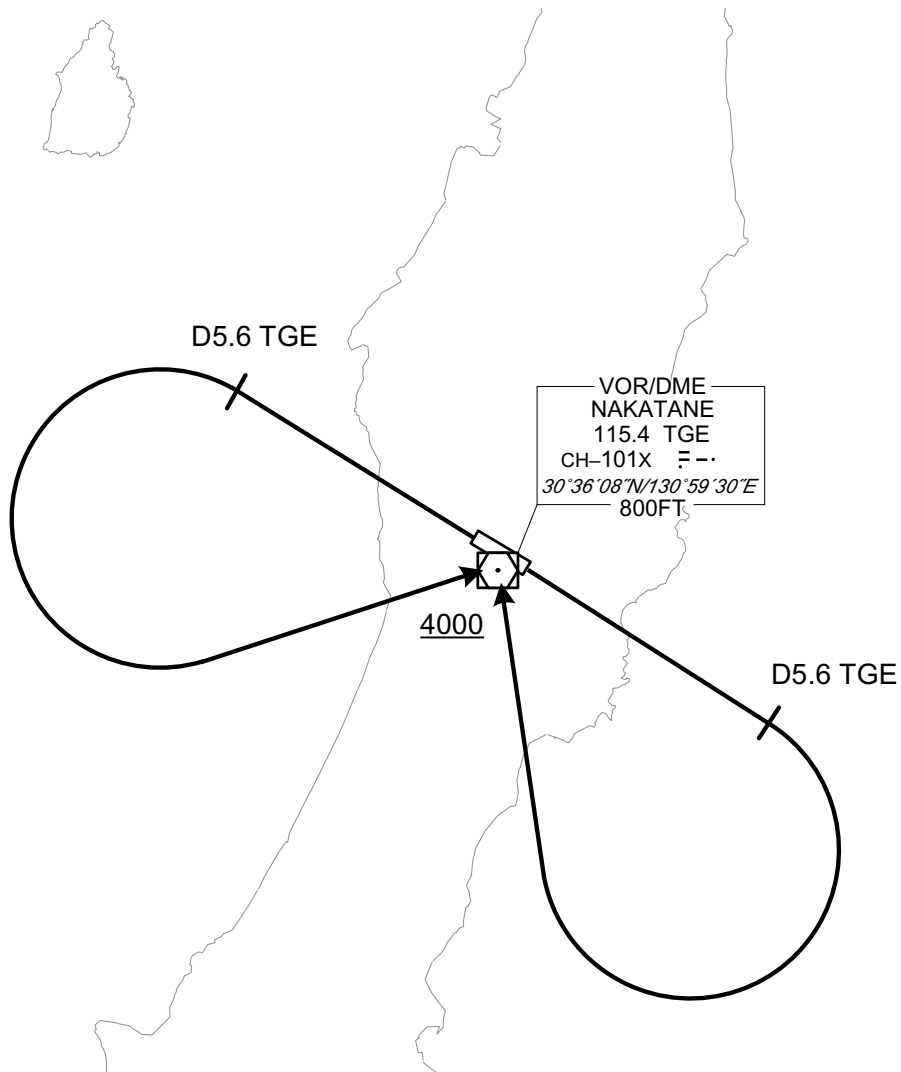 D5.6 TGE
VOR/DME
NAKATANE
115.4 TGE
CH–101X
30°36´08˝N/130°59´30˝E
800FT
4000
D5.6 TGE